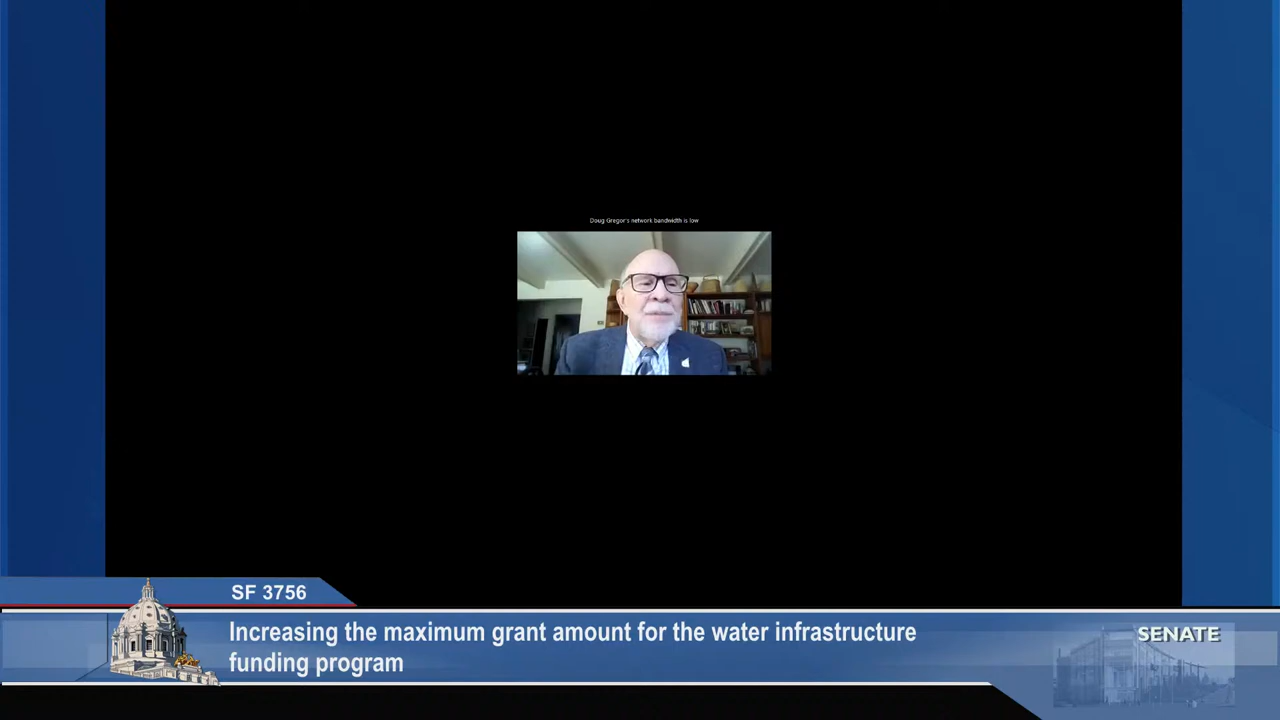 Doug Gregor's network bandwidth is low
SF 3756
Increasing the maximum grant amount for the water infrastructure
funding program
SENATE